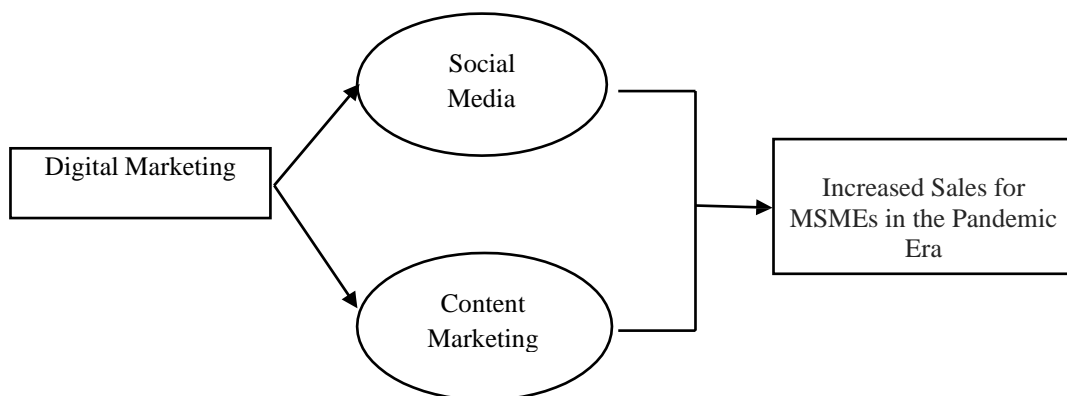 Social
Media
Digital Marketing
Increased Sales for
MSMEs in the Pandemic
Era
Content
Marketing